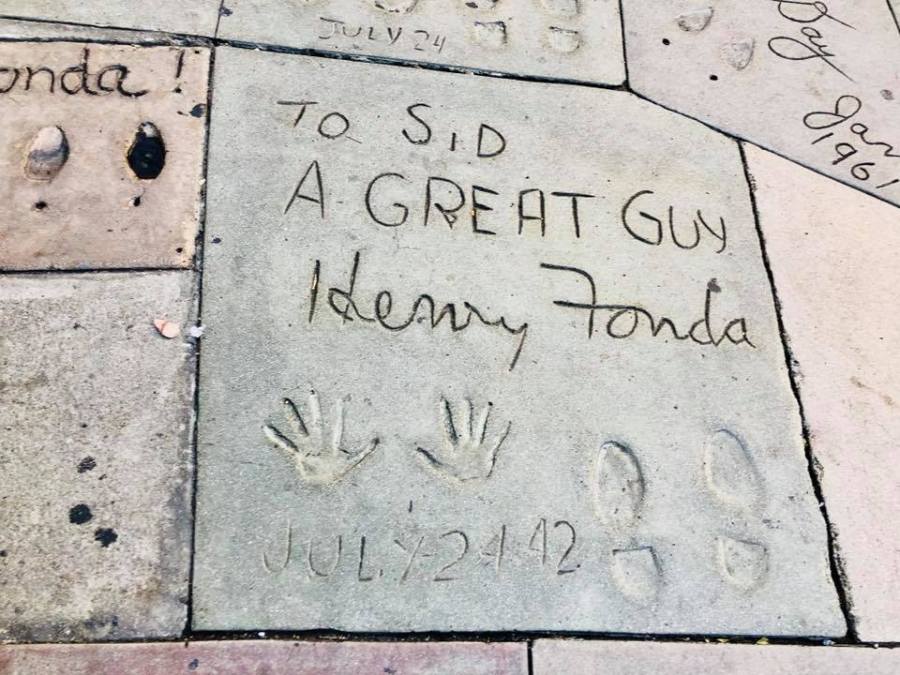 JULY 24
Day
Jan
1961
onda!
TO SID
A GREAT GUY
Henry Fonda
JULY-24 42